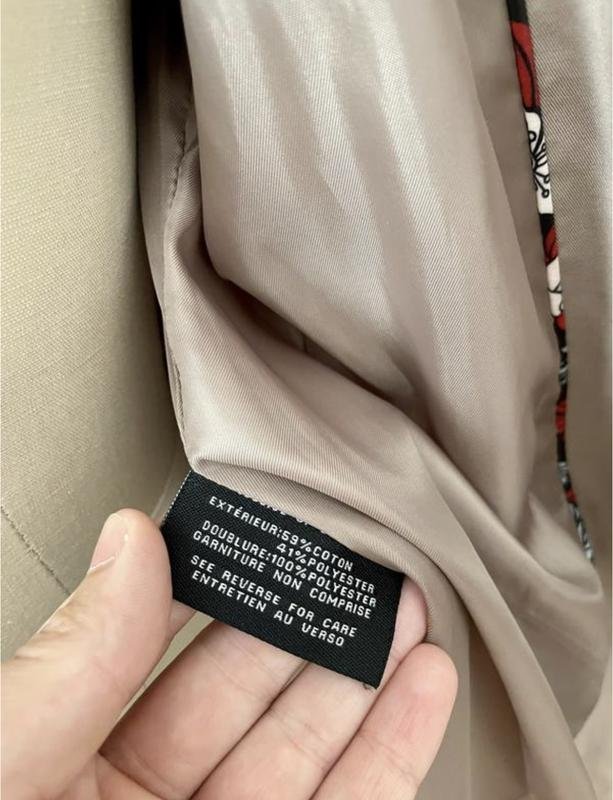 EXTÉRIEUR:59%COTON
41%POLYESTER
DOUBLURE:100%POLYESTER
GARNITURE NON COMPRISE
SEE REVERSE FOR CARE
ENTRETIEN AU VERSO